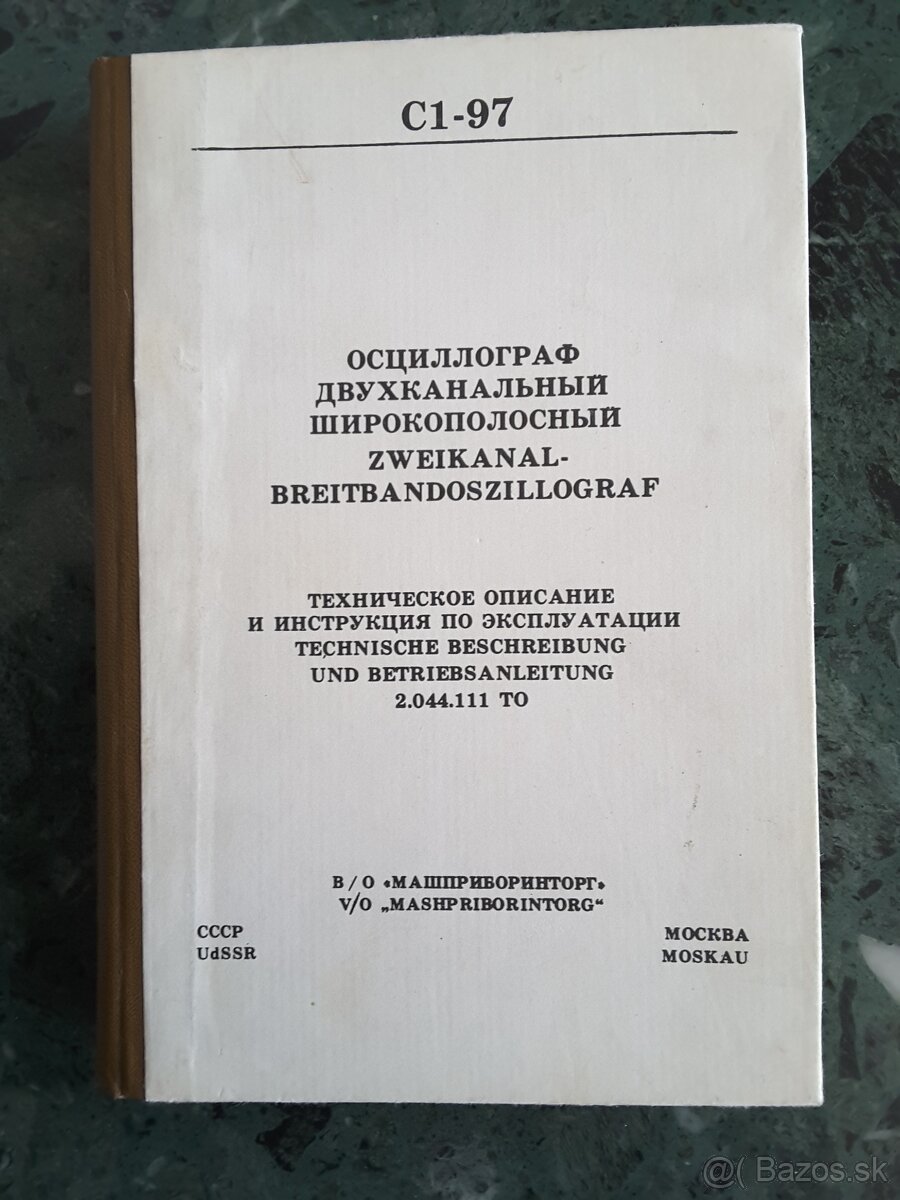 С1-97
ОСЦИЛЛОГРАФ
ДВУХКАНАЛЬНЫЙ
ШИРОКОПОЛОСНЫЙ
ZWEIKANAL-
BREITBANDOSZILLOGRAF
ТЕХНИЧЕСКОЕ ОПИСАНИЕ
И ИНСТРУКЦИЯ ПО ЭКСПЛУАТАЦИИ
TECHNISCHE BESCHREIBUNG
UND BETRIEBSANLEITUNG
2.044.111 ТО
В/О «МАШПРИБОРИНТОРГ»
V/O „MASHPRIBORINTORG“
СССР
UdSSR
МОСКВА
MOSKAU
@( Bazos.sk